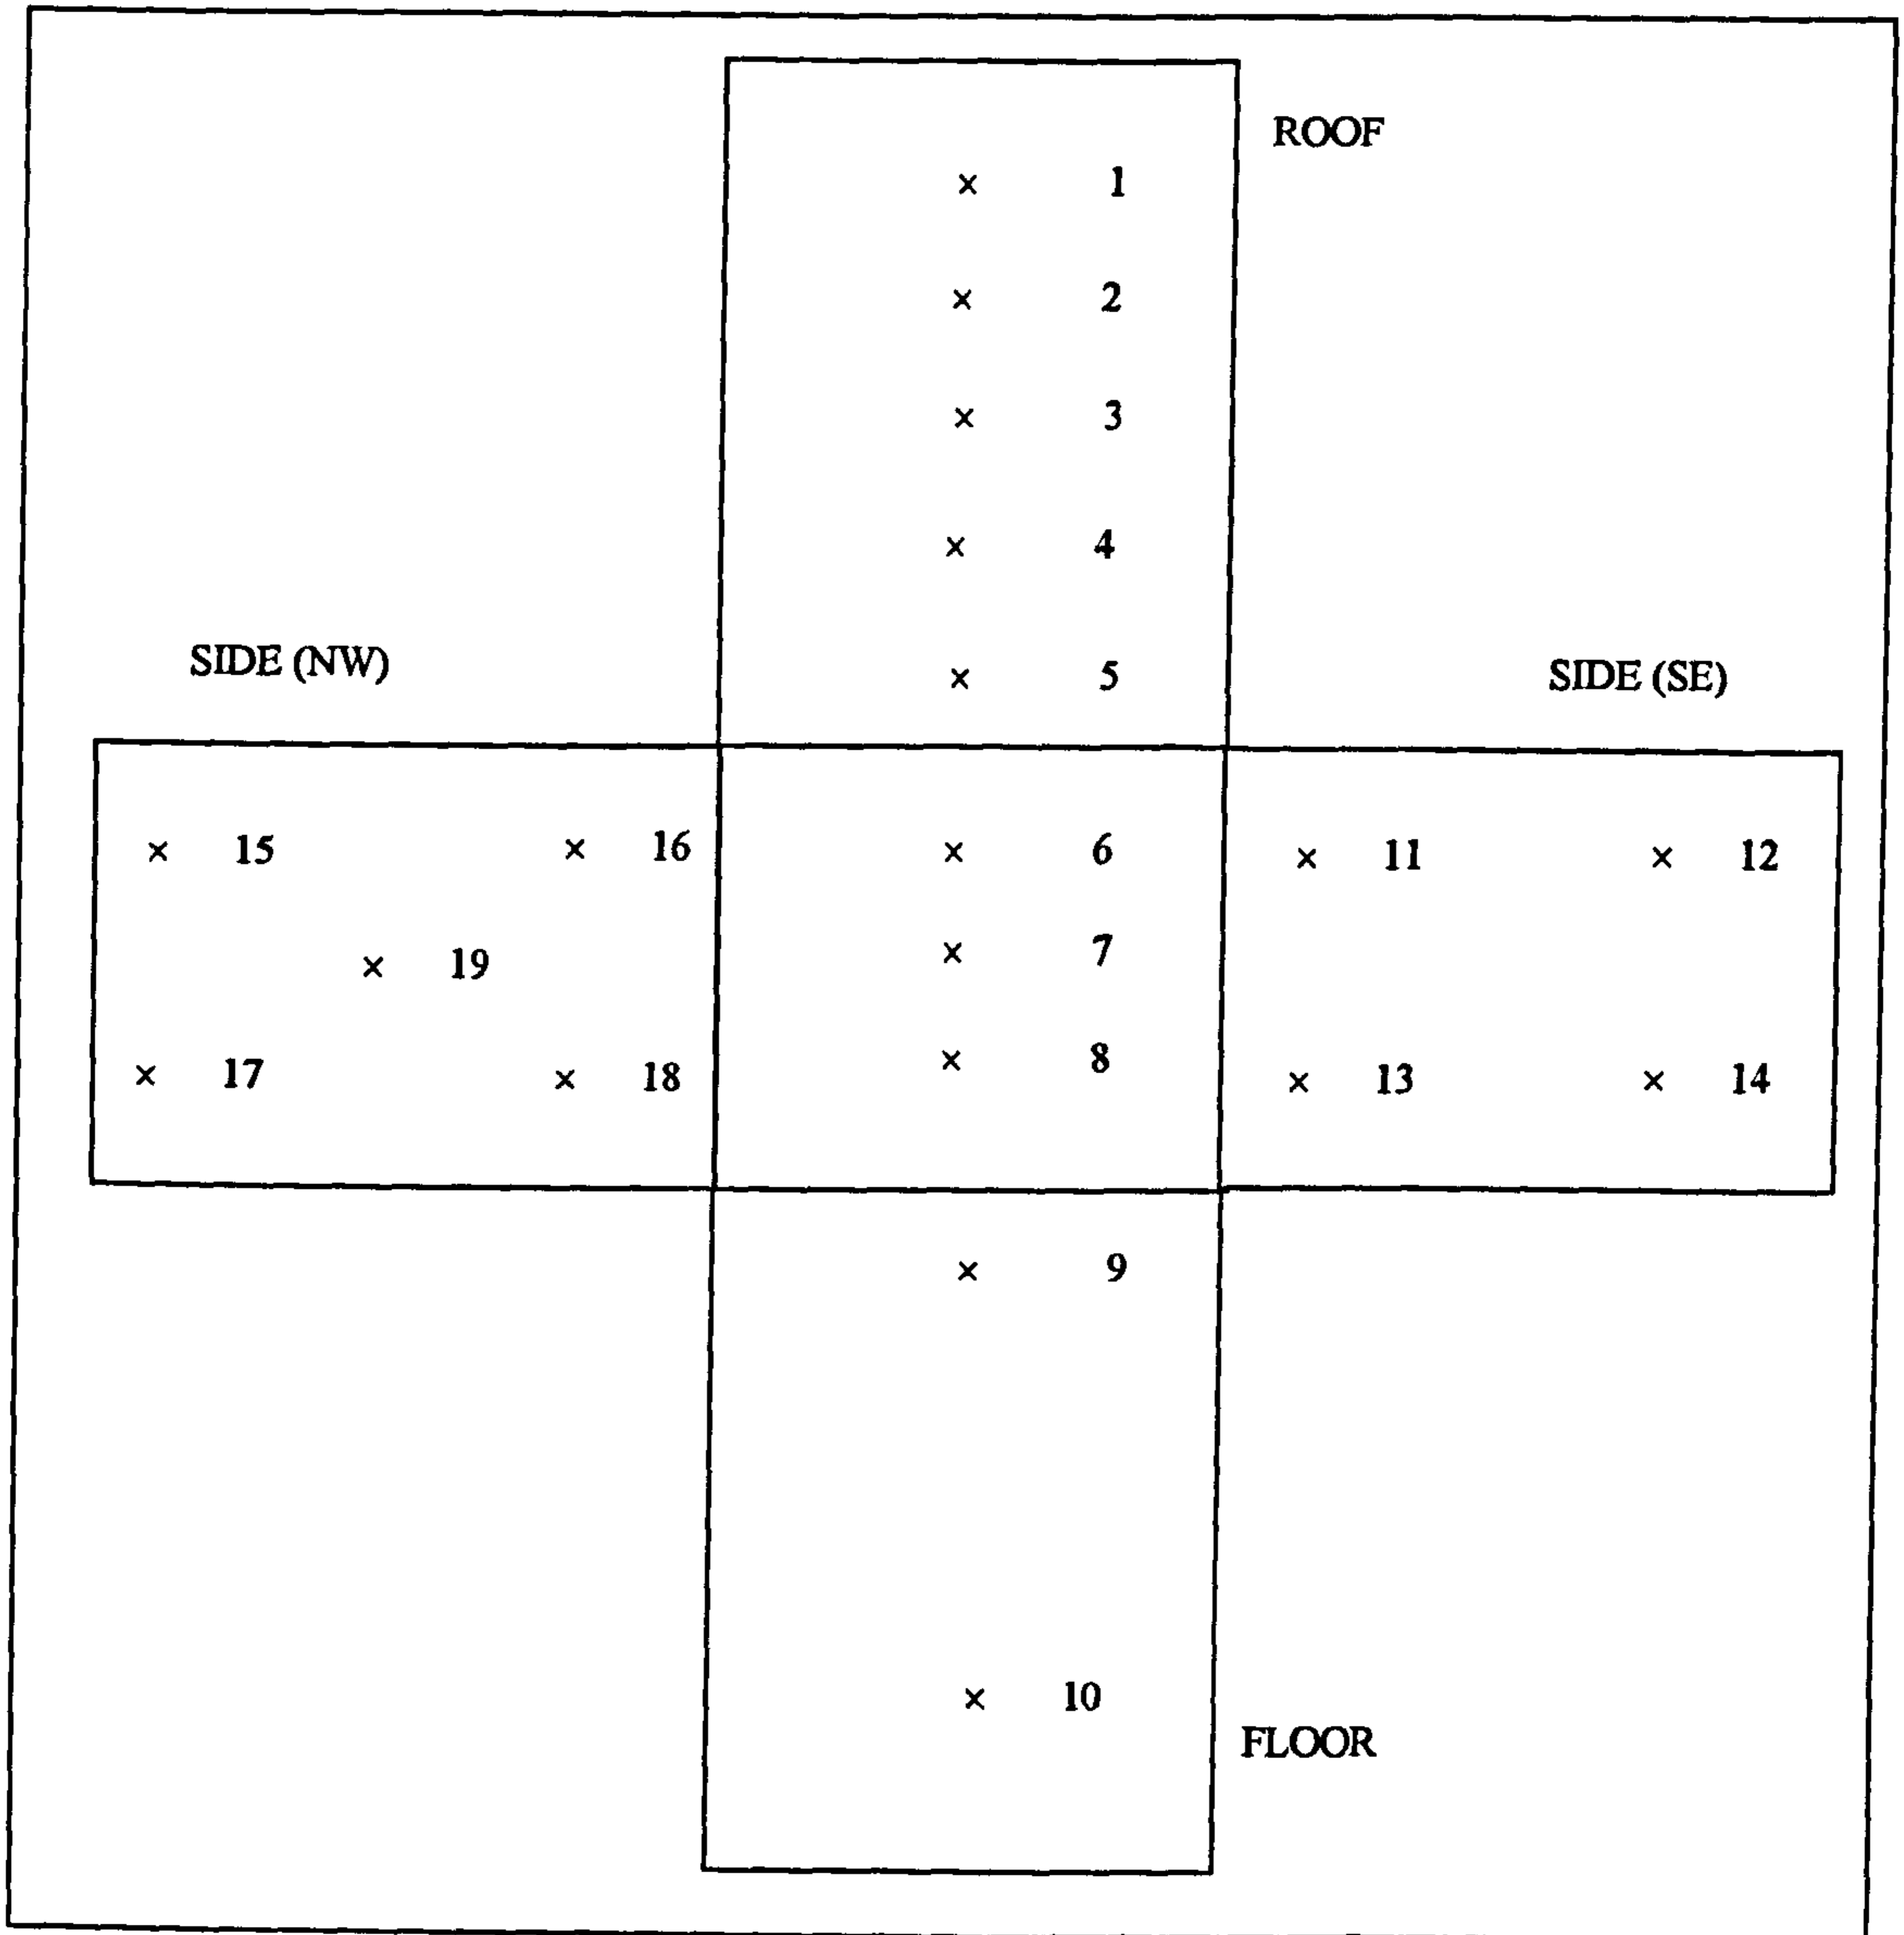 ROOF
× 1
× 2
× 3
× 4
× 5
SIDE (NW)
SIDE (SE)
× 15 × 16 × 6 × 11 × 12
× 19 × 7
× 17 × 18 × 8 × 13 × 14
× 9
× 10
FLOOR